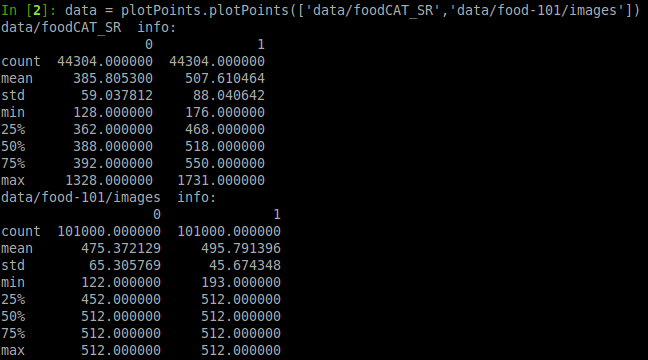 In [2]: data = plotPoints.plotPoints(['data/foodCAT_SR','data/food-101/images'])
data/foodCAT_SR  info:
                  0             1
count  44304.000000  44304.000000
mean     385.805300    507.610464
std       59.037812     88.040642
min      128.000000    176.000000
25%      362.000000    468.000000
50%      388.000000    518.000000
75%      392.000000    550.000000
max     1328.000000   1731.000000
data/food-101/images  info:
                   0              1
count  101000.000000  101000.000000
mean      475.372129     495.791396
std        65.305769      45.674348
min       122.000000     193.000000
25%       452.000000     512.000000
50%       512.000000     512.000000
75%       512.000000     512.000000
max       512.000000     512.000000